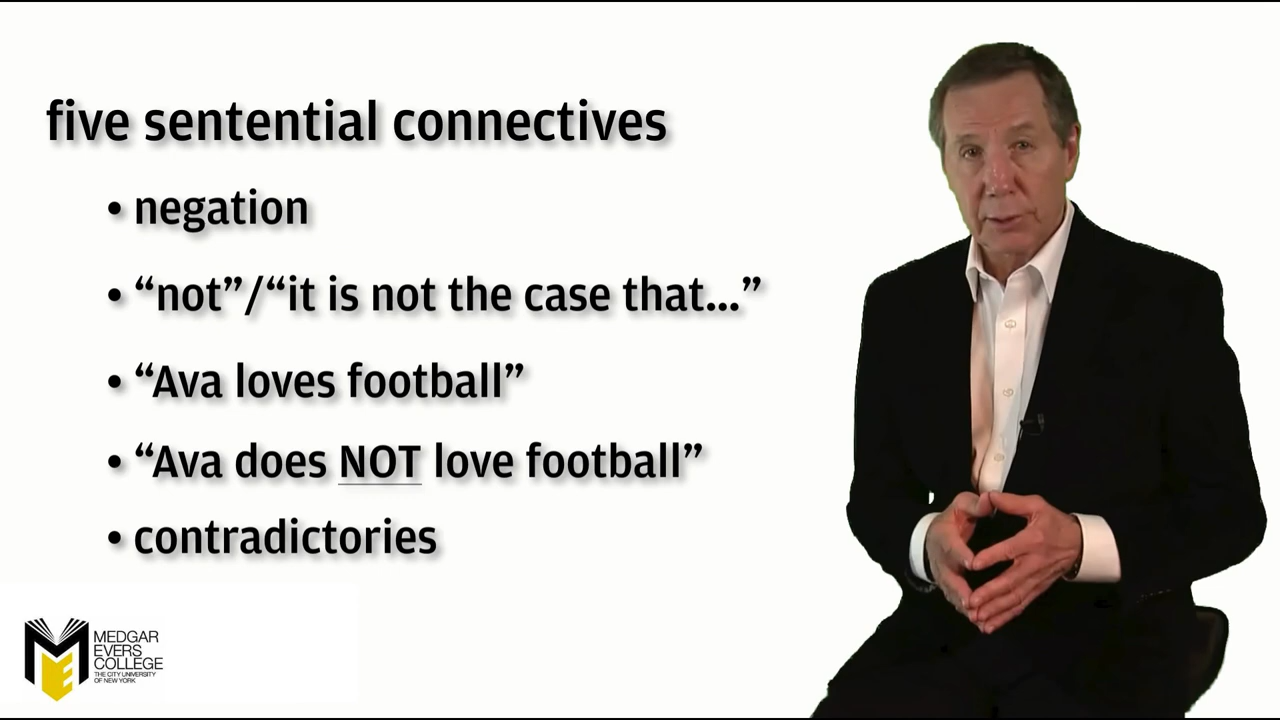 five sentential connectives
• negation
• “not”/“it is not the case that...”
• “Ava loves football”
• “Ava does NOT love football”
• contradictories
MEDGAR
EVERS
COLLEGE
THE CITY UNIVERSITY
OF NEW YORK